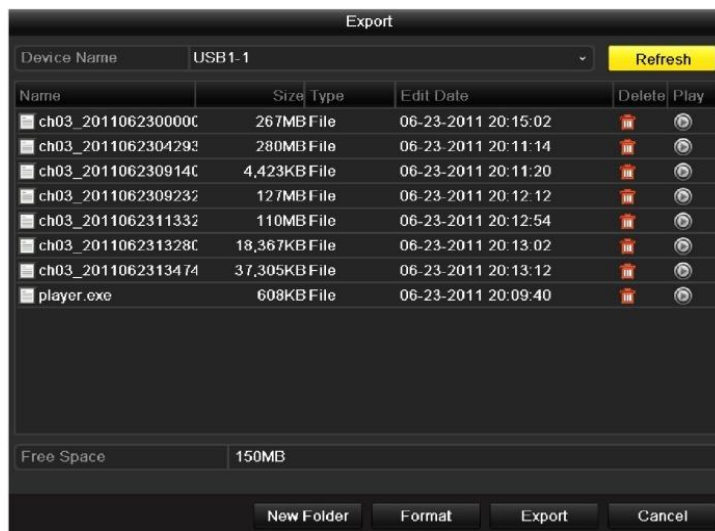 Export
Device Name USB1-1 Refresh
Name Size Type Edit Date Delete Play
ch03_201106230000C 267MB File 06-23-2011 20:15:02
ch03_201106230429З 280MB File 06-23-2011 20:11:14
ch03_201106230914C 4,423KB File 06-23-2011 20:11:20
ch03_2011062309232 127MB File 06-23-2011 20:12:12
ch03_2011062311332 110MB File 06-23-2011 20:12:54
ch03_201106231328C 18,367KB File 06-23-2011 20:13:02
ch03_2011062313474 37,305KB File 06-23-2011 20:13:12
player.exe 608KB File 06-23-2011 20:09:40
Free Space 150MB
New Folder Format Export Cancel